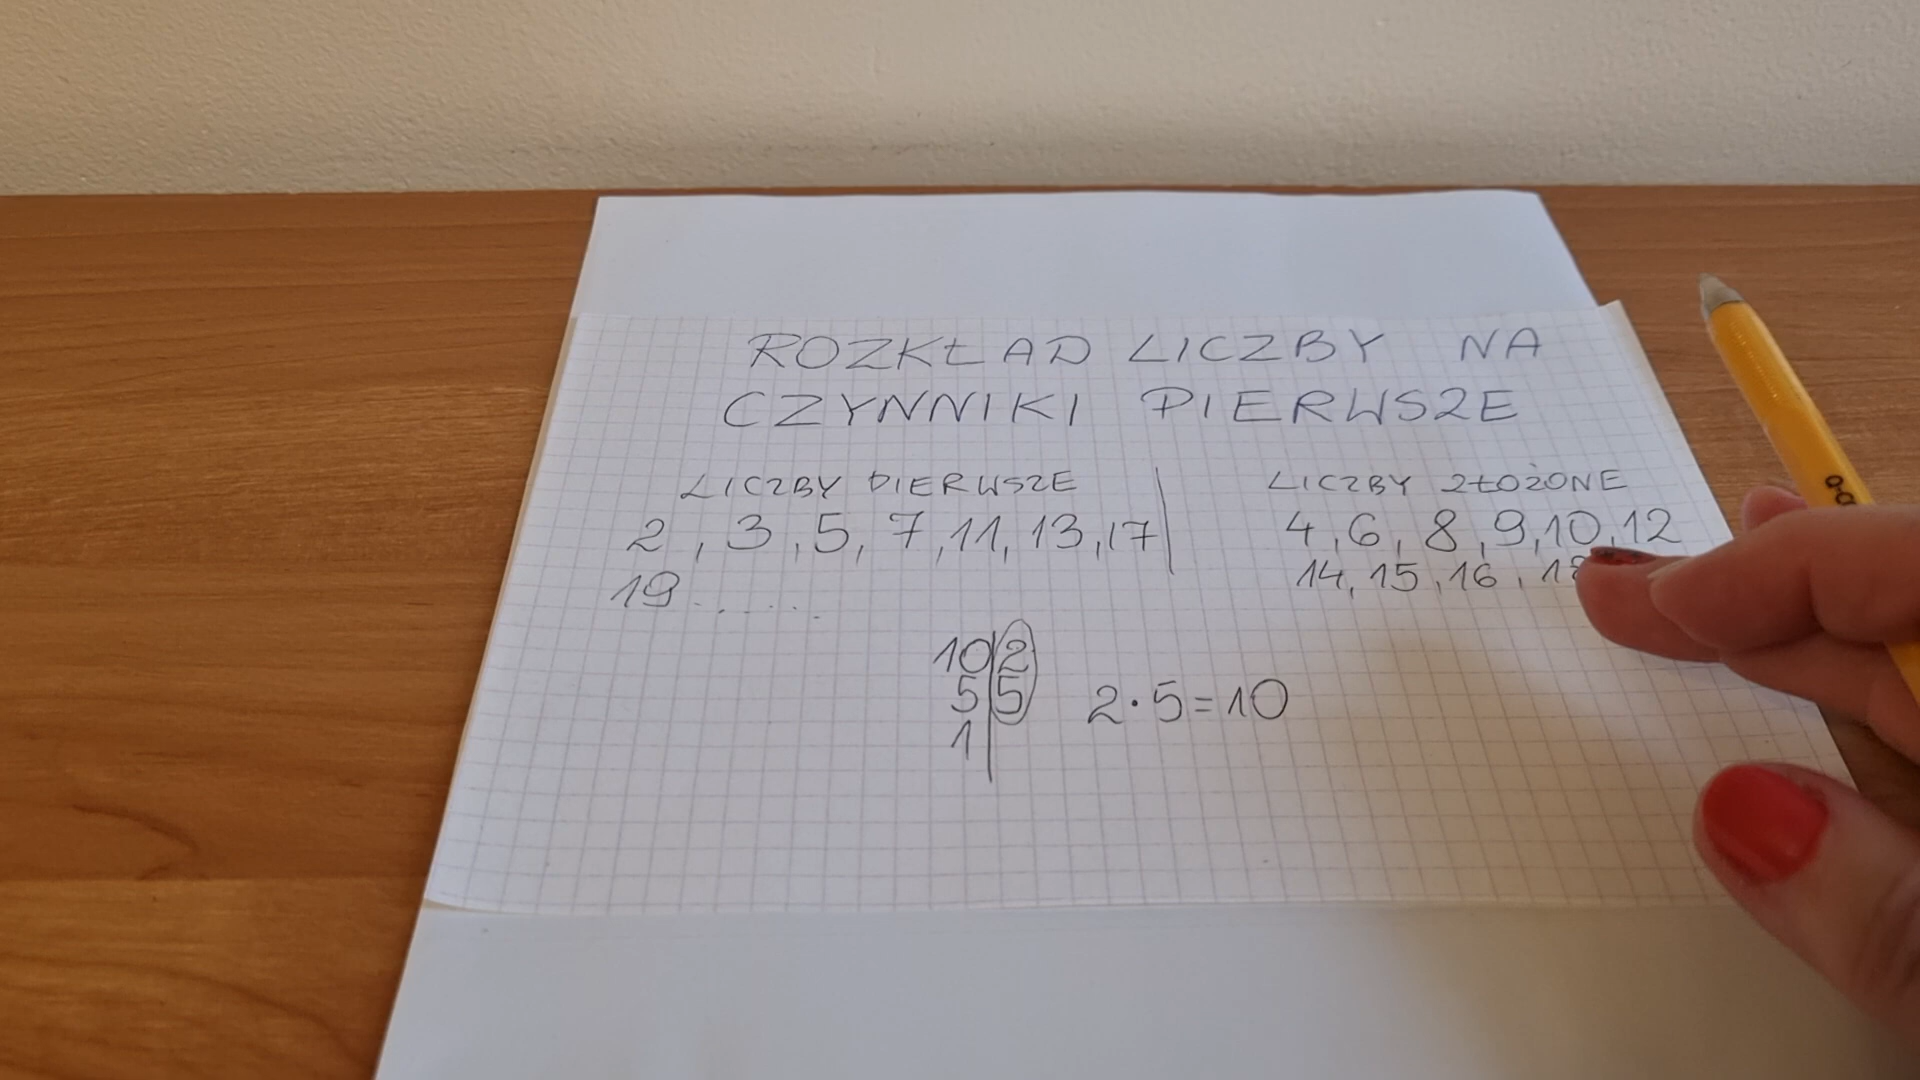 ROZKŁAD LICZBY NA
CZYNNIKI PIERWSZE
LICZBY PIERWSZE
2, 3, 5, 7, 11, 13, 17
19......
LICZBY ZŁOŻONE
4, 6, 8, 9, 10, 12
14, 15, 16, 18
10|2
5|5
1|
2·5=10